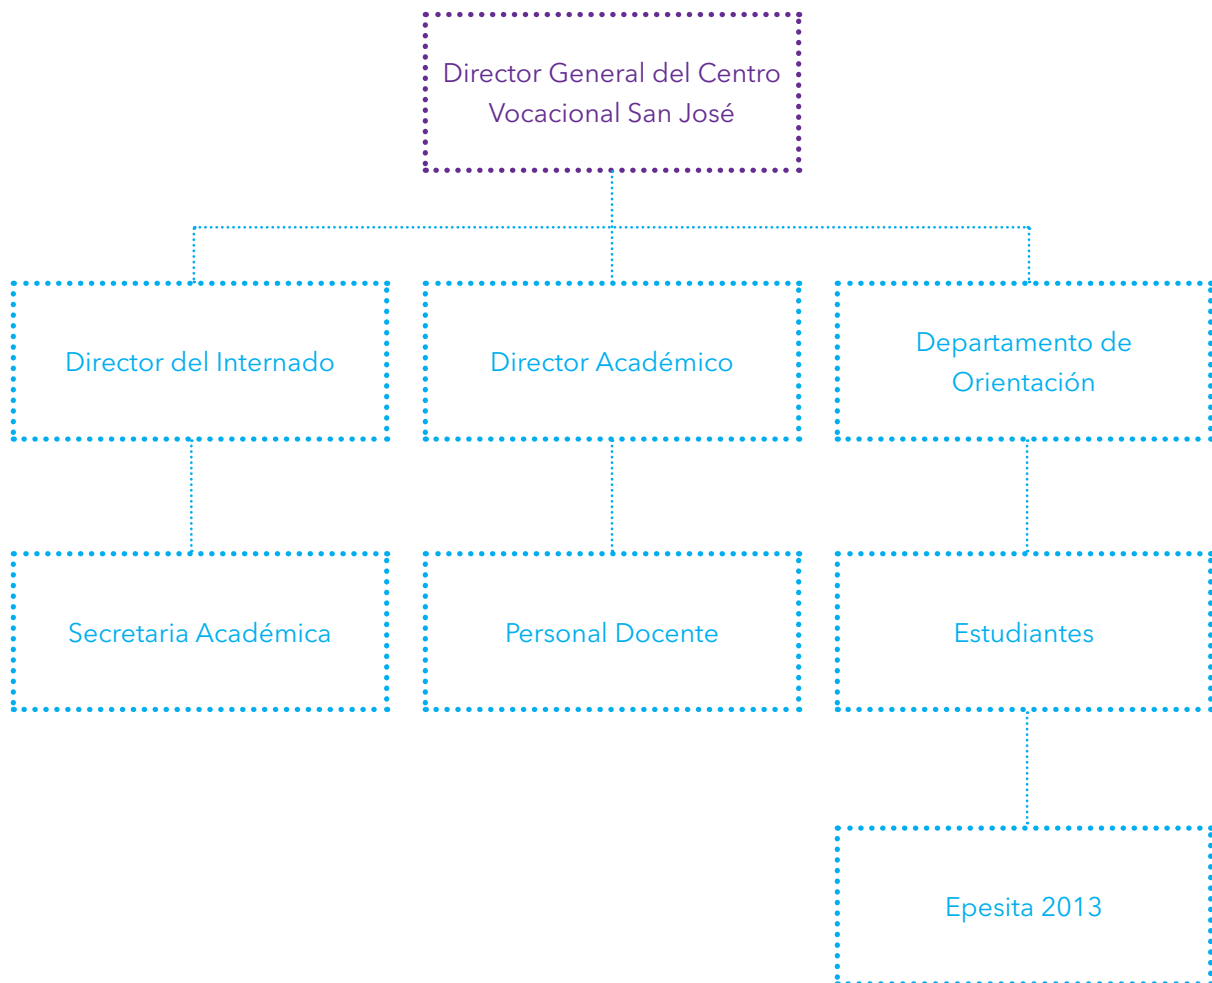 Director General del Centro
Vocacional San José
Director del Internado
Director Académico
Departamento de
Orientación
Secretaria Académica
Personal Docente
Estudiantes
Epesita 2013